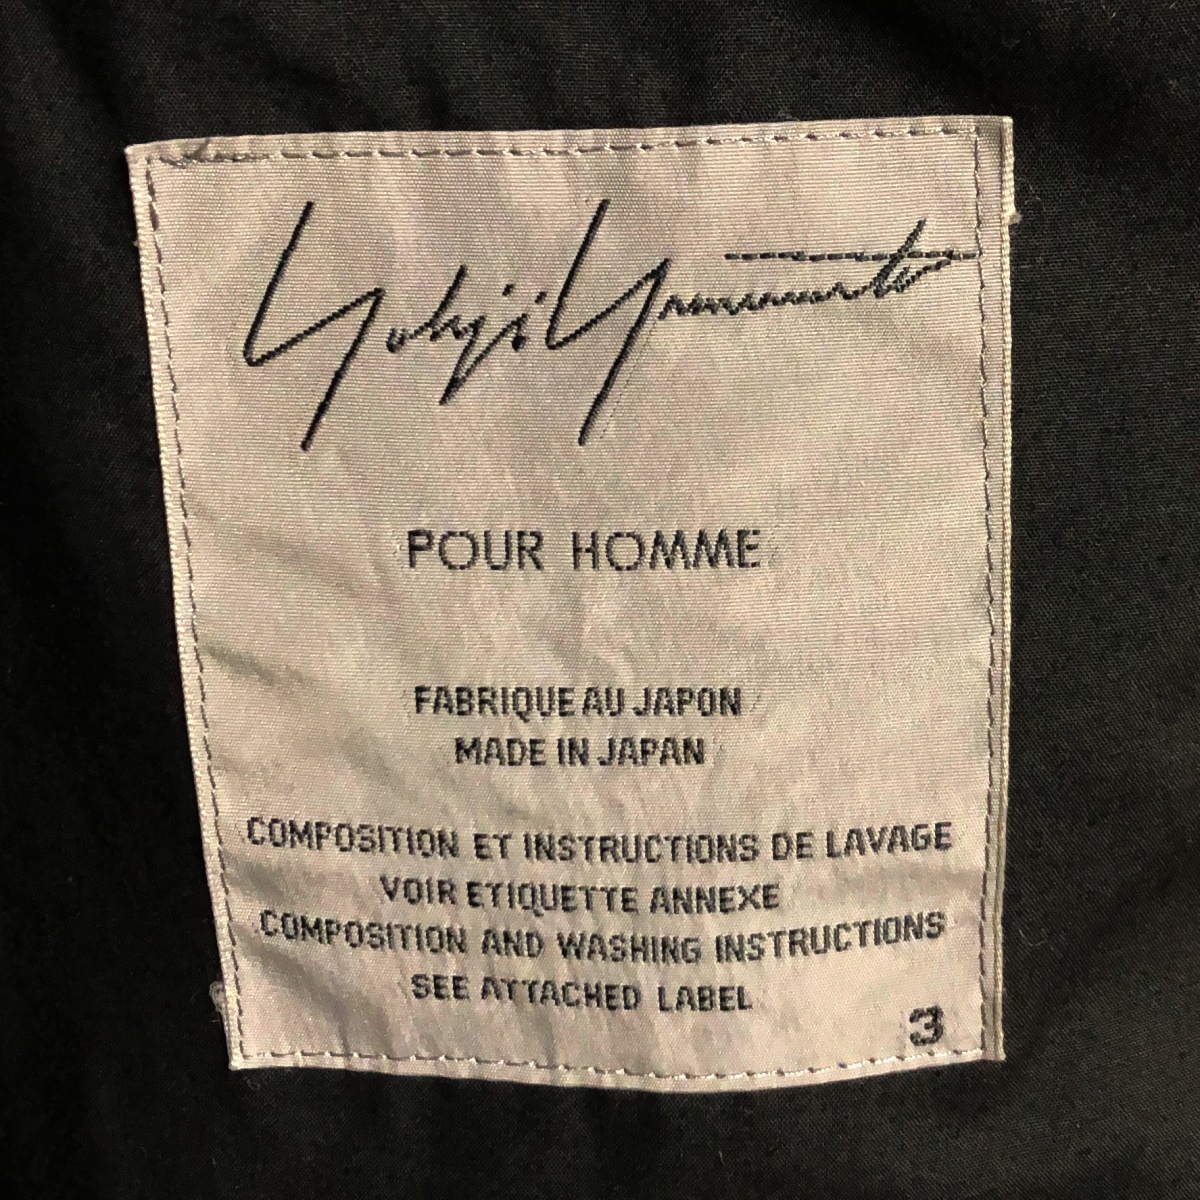 Yohji Yamamoto
POUR HOMME
FABRIQUE AU JAPON
MADE IN JAPAN
COMPOSITION ET INSTRUCTIONS DE LAVAGE
VOIR ETIQUETTE ANNEXE
COMPOSITION AND WASHING INSTRUCTIONS
SEE ATTACHED LABEL
3